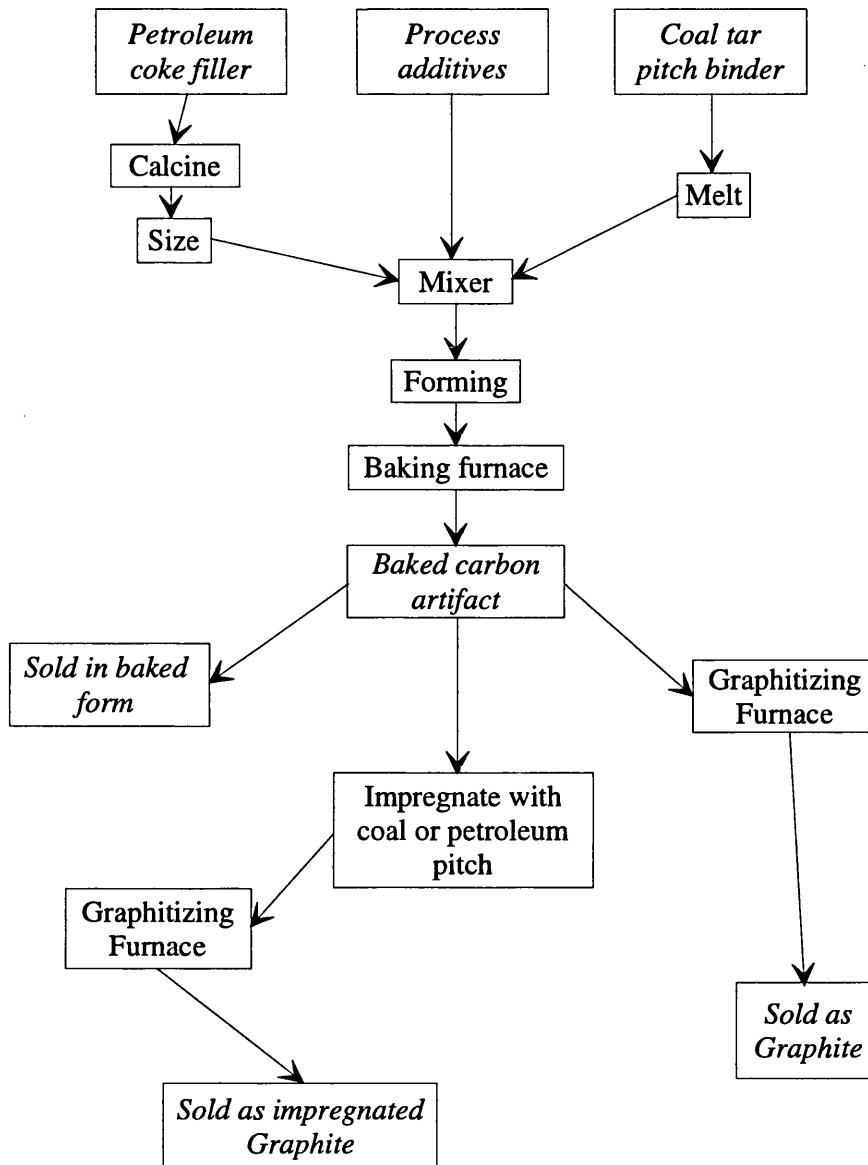 Petroleum
coke filler
Process
additives
Coal tar
pitch binder
Calcine
Melt
Size
Mixer
Forming
Baking furnace
Baked carbon
artifact
Sold in baked
form
Graphitizing
Furnace
Impregnate with
coal or petroleum
pitch
Graphitizing
Furnace
Sold as
Graphite
Sold as impregnated
Graphite